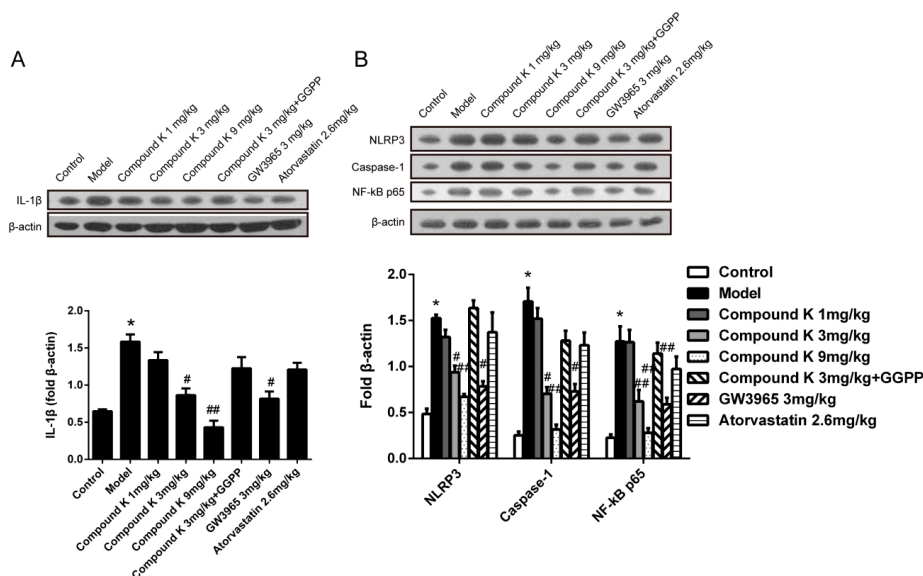 A
Control
Model
Compound K 1 mg/kg
Compound K 3 mg/kg
Compound K 9 mg/kg
Compound K 3 mg/kg+GGPP
GW3965 3 mg/kg
Atorvastatin 2.6mg/kg
IL-1β
β-actin
IL-1β (fold β-actin)
2.0
1.5
1.0
0.5
0.0
*
#
##
#
Control
Model
Compound K 1mg/kg
Compound K 3mg/kg
Compound K 9mg/kg
Compound K 3mg/kg+GGPP
GW3965 3mg/kg
Atorvastatin 2.6mg/kg
B
Control
Model
Compound K 1 mg/kg
Compound K 3 mg/kg
Compound K 9 mg/kg
Compound K 3 mg/kg+GGPP
GW3965 3 mg/kg
Atorvastatin 2.6mg/kg
NLRP3
Caspase-1
NF-kB p65
β-actin
Fold β-actin
2.0
1.5
1.0
0.5
0.0
*
#
##
#
*
#
##
#
*
##
##
##
NLRP3
Caspase-1
NF-kB p65
Control
Model
Compound K 1mg/kg
Compound K 3mg/kg
Compound K 9mg/kg
Compound K 3mg/kg+GGPP
GW3965 3mg/kg
Atorvastatin 2.6mg/kg